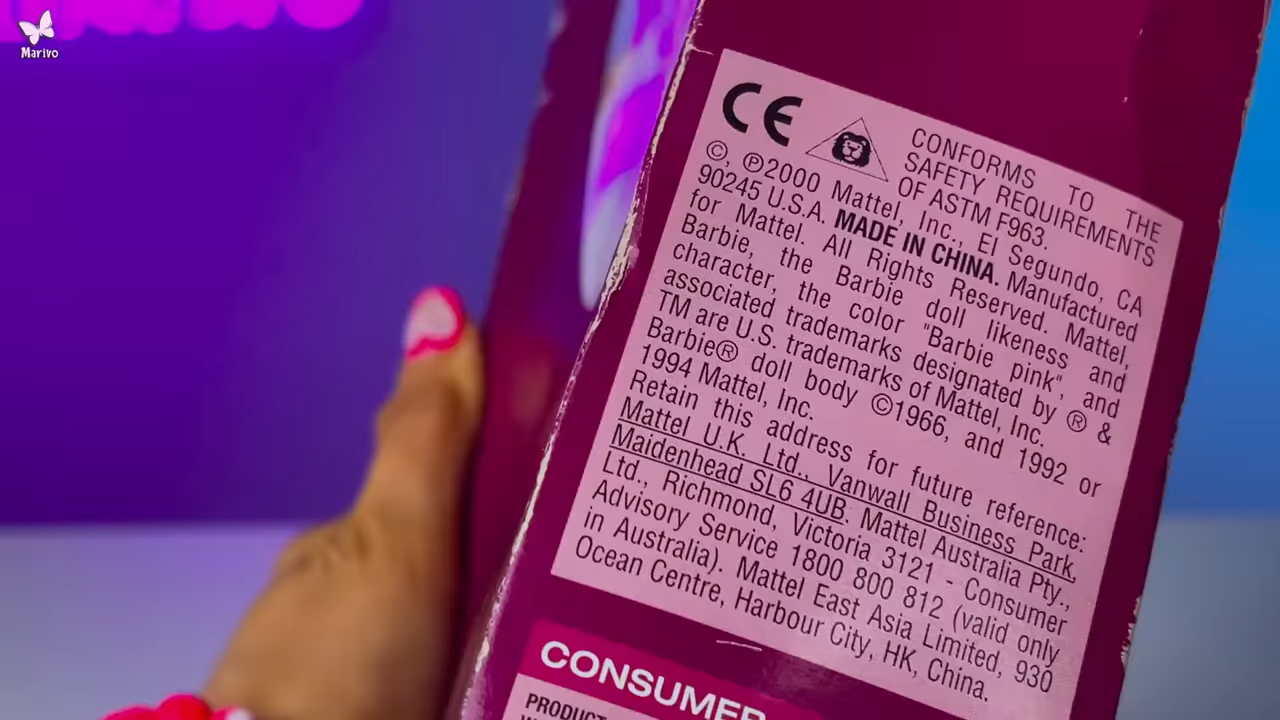 Marivo
CE
CONFORMS TO THE
SAFETY REQUIREMENTS
OF ASTM F963.
©, ℗2000 Mattel, Inc., El Segundo, CA
90245 U.S.A. MADE IN CHINA. Manufactured
for Mattel. All Rights Reserved. Mattel,
Barbie, the Barbie doll likeness and
character, the color "Barbie pink", and
associated trademarks designated by ® &
TM are U.S. trademarks of Mattel, Inc.
Barbie® doll body ©1966, and 1992 or
1994 Mattel, Inc.
Retain this address for future reference:
Mattel U.K. Ltd., Vanwall Business Park,
Maidenhead SL6 4UB. Mattel Australia Pty.,
Ltd., Richmond, Victoria 3121 - Consumer
Advisory Service 1800 800 812 (valid only
in Australia). Mattel East Asia Limited, 930
Ocean Centre, Harbour City, HK, China.
CONSUMER
PRODUCT